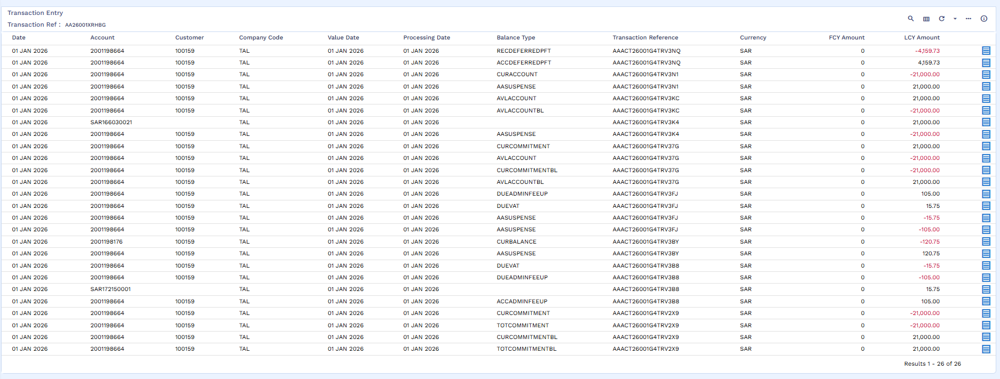 Transaction Entry
Transaction Ref : AA26001XRHBG
Date Account Customer Company Code Value Date Processing Date Balance Type Transaction Reference Currency FCY Amount LCY Amount
01 JAN 2026 2001198664 100159 TAL 01 JAN 2026 01 JAN 2026 RECDEFERREDPFT AAACT26001G4TRV3NQ SAR 0 -4,159.73
01 JAN 2026 2001198664 100159 TAL 01 JAN 2026 01 JAN 2026 ACCDEFERREDPFT AAACT26001G4TRV3NQ SAR 0 4,159.73
01 JAN 2026 2001198664 100159 TAL 01 JAN 2026 01 JAN 2026 CURACCOUNT AAACT26001G4TRV3N1 SAR 0 -21,000.00
01 JAN 2026 2001198664 100159 TAL 01 JAN 2026 01 JAN 2026 AASUSPENSE AAACT26001G4TRV3N1 SAR 0 21,000.00
01 JAN 2026 2001198664 100159 TAL 01 JAN 2026 01 JAN 2026 AVLACCOUNT AAACT26001G4TRV3KC SAR 0 21,000.00
01 JAN 2026 2001198664 100159 TAL 01 JAN 2026 01 JAN 2026 AVLACCOUNTBL AAACT26001G4TRV3KC SAR 0 -21,000.00
01 JAN 2026 SAR166030021 TAL 01 JAN 2026 01 JAN 2026 AAACT26001G4TRV3K4 SAR 0 21,000.00
01 JAN 2026 2001198664 100159 TAL 01 JAN 2026 01 JAN 2026 AASUSPENSE AAACT26001G4TRV3K4 SAR 0 -21,000.00
01 JAN 2026 2001198664 100159 TAL 01 JAN 2026 01 JAN 2026 CURCOMMITMENT AAACT26001G4TRV37G SAR 0 21,000.00
01 JAN 2026 2001198664 100159 TAL 01 JAN 2026 01 JAN 2026 AVLACCOUNT AAACT26001G4TRV37G SAR 0 -21,000.00
01 JAN 2026 2001198664 100159 TAL 01 JAN 2026 01 JAN 2026 CURCOMMITMENTBL AAACT26001G4TRV37G SAR 0 -21,000.00
01 JAN 2026 2001198664 100159 TAL 01 JAN 2026 01 JAN 2026 AVLACCOUNTBL AAACT26001G4TRV37G SAR 0 21,000.00
01 JAN 2026 2001198664 100159 TAL 01 JAN 2026 01 JAN 2026 DUEADMINFEEUP AAACT26001G4TRV3FJ SAR 0 105.00
01 JAN 2026 2001198664 100159 TAL 01 JAN 2026 01 JAN 2026 DUEVAT AAACT26001G4TRV3FJ SAR 0 15.75
01 JAN 2026 2001198664 100159 TAL 01 JAN 2026 01 JAN 2026 AASUSPENSE AAACT26001G4TRV3FJ SAR 0 -15.75
01 JAN 2026 2001198664 100159 TAL 01 JAN 2026 01 JAN 2026 AASUSPENSE AAACT26001G4TRV3FJ SAR 0 -105.00
01 JAN 2026 2001198176 100159 TAL 01 JAN 2026 01 JAN 2026 CURBALANCE AAACT26001G4TRV3BY SAR 0 -120.75
01 JAN 2026 2001198664 100159 TAL 01 JAN 2026 01 JAN 2026 AASUSPENSE AAACT26001G4TRV3BY SAR 0 120.75
01 JAN 2026 2001198664 100159 TAL 01 JAN 2026 01 JAN 2026 DUEVAT AAACT26001G4TRV3B8 SAR 0 -15.75
01 JAN 2026 2001198664 100159 TAL 01 JAN 2026 01 JAN 2026 DUEADMINFEEUP AAACT26001G4TRV3B8 SAR 0 -105.00
01 JAN 2026 SAR172150001 TAL 01 JAN 2026 01 JAN 2026 AAACT26001G4TRV3B8 SAR 0 15.75
01 JAN 2026 2001198664 100159 TAL 01 JAN 2026 01 JAN 2026 ACCADMINFEEUP AAACT26001G4TRV3B8 SAR 0 105.00
01 JAN 2026 2001198664 100159 TAL 01 JAN 2026 01 JAN 2026 CURCOMMITMENT AAACT26001G4TRV2X9 SAR 0 -21,000.00
01 JAN 2026 2001198664 100159 TAL 01 JAN 2026 01 JAN 2026 TOTCOMMITMENT AAACT26001G4TRV2X9 SAR 0 -21,000.00
01 JAN 2026 2001198664 100159 TAL 01 JAN 2026 01 JAN 2026 CURCOMMITMENTBL AAACT26001G4TRV2X9 SAR 0 21,000.00
01 JAN 2026 2001198664 100159 TAL 01 JAN 2026 01 JAN 2026 TOTCOMMITMENTBL AAACT26001G4TRV2X9 SAR 0 21,000.00
Results 1 - 26 of 26